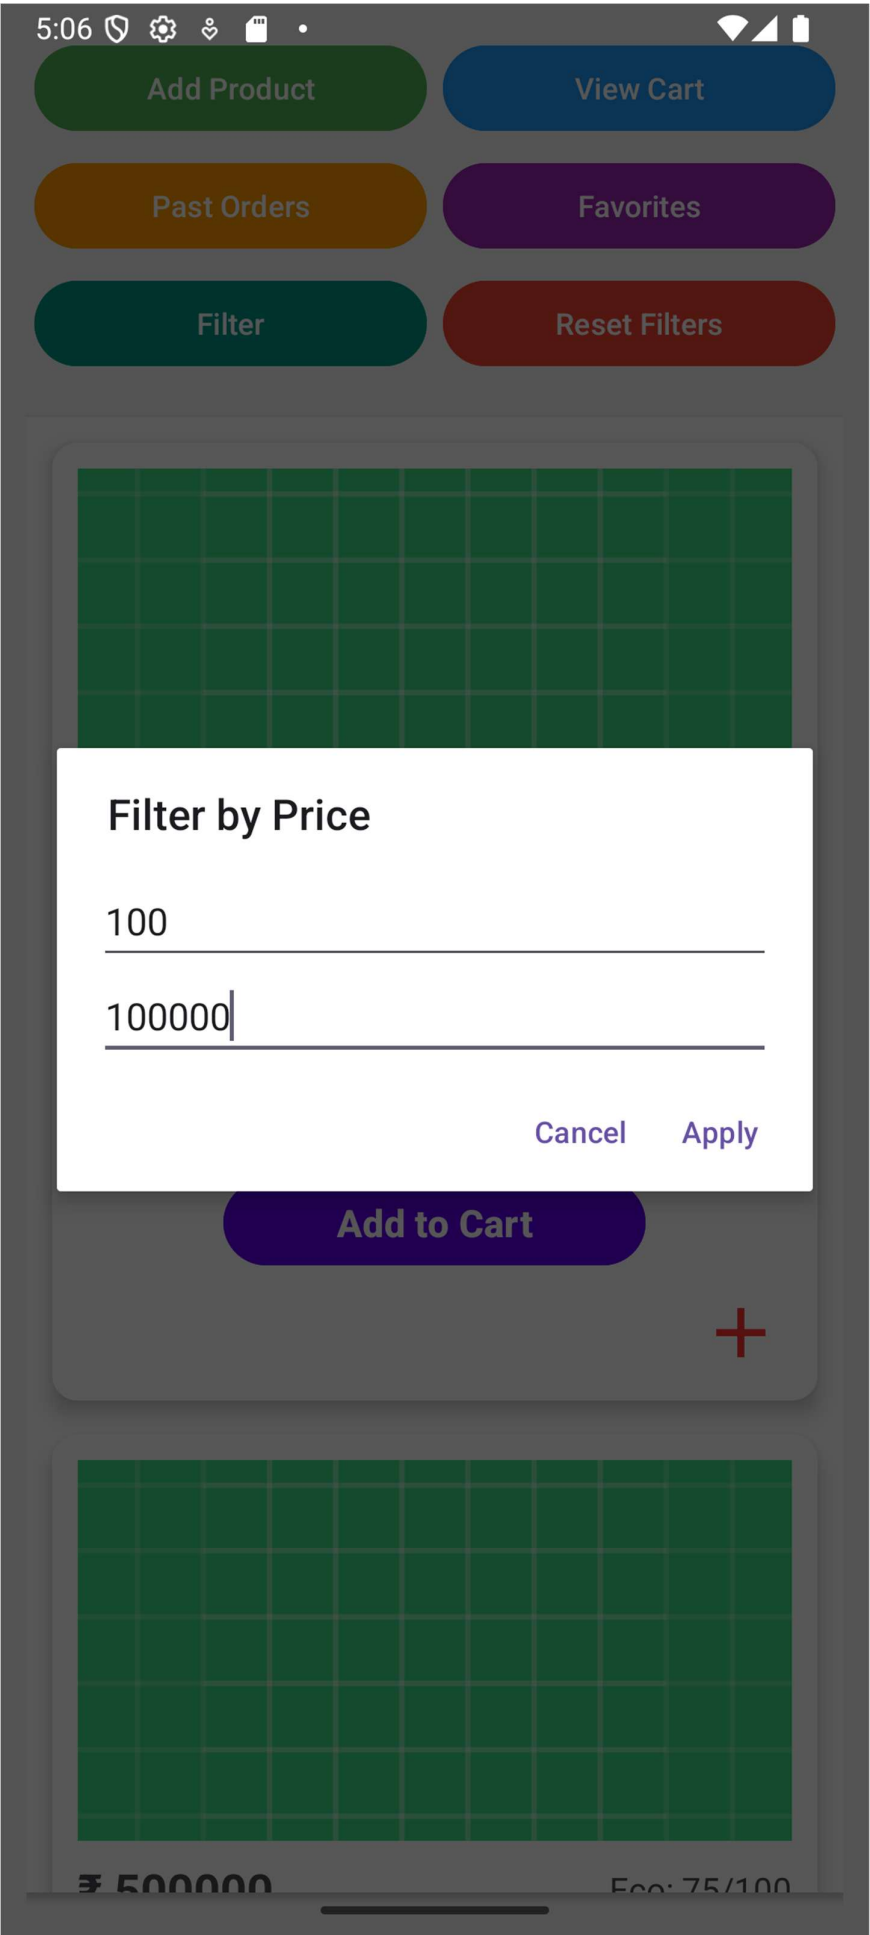 5:06
Add Product View Cart
Past Orders Favorites
Filter Reset Filters
Filter by Price
100
100000
Cancel Apply
Add to Cart
₹ 500000 Eco: 75/100